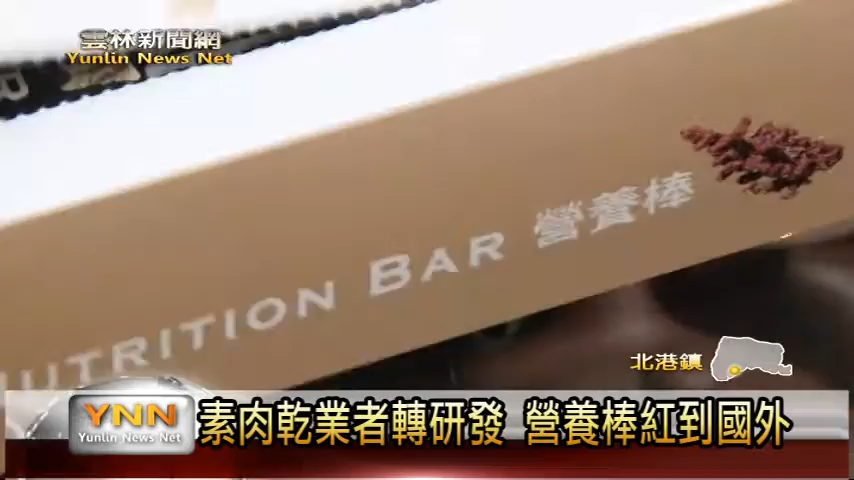 雲林新聞網
Yunlin News Net
NUTRITION BAR 營養棒
北港鎮
YNN
Yunlin News Net
素肉乾業者轉研發 營養棒紅到國外